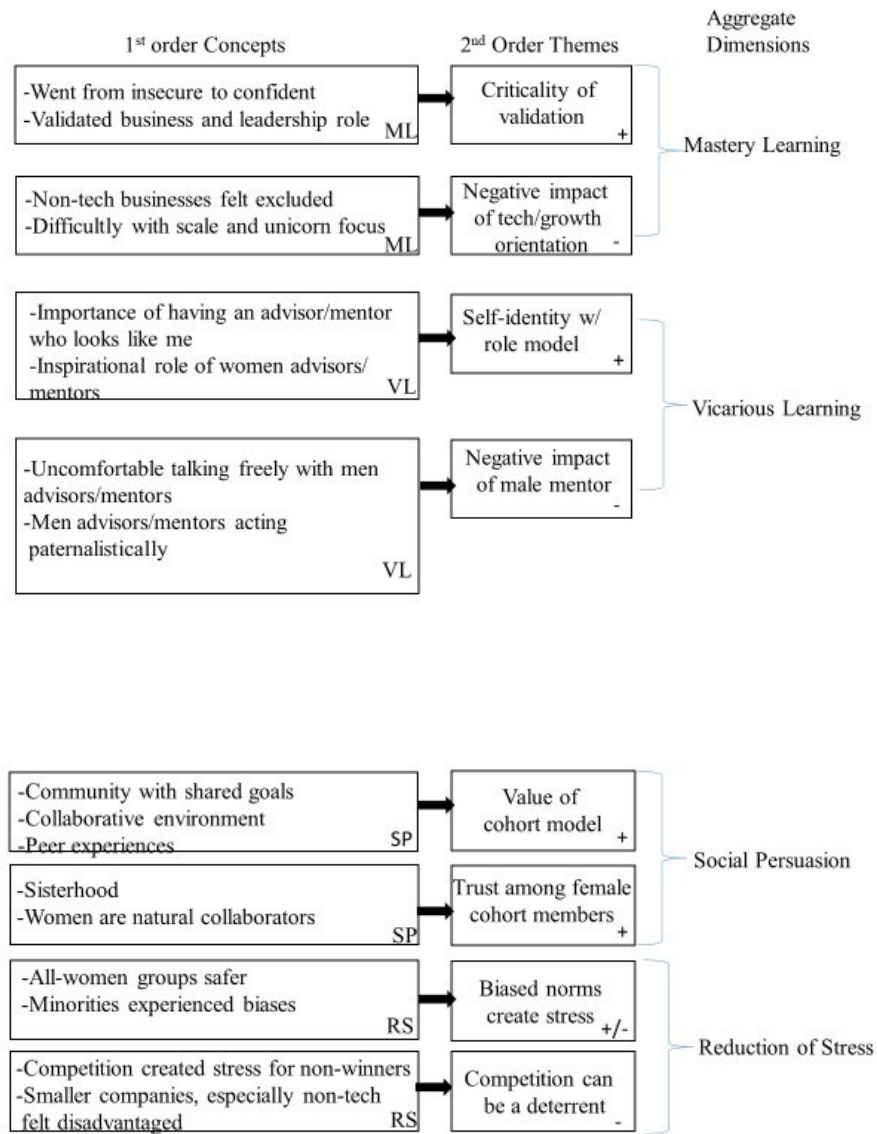 Aggregate
1st order Concepts
2nd Order Themes
Dimensions
-Went from insecure to confident
-Validated business and leadership role
ML
Criticality of
validation
+
Mastery Learning
-Non-tech businesses felt excluded
-Difficultly with scale and unicorn focus
ML
Negative impact
of tech/growth
orientation
-
-Importance of having an advisor/mentor
who looks like me
-Inspirational role of women advisors/
mentors
VL
Self-identity w/
role model
+
Vicarious Learning
-Uncomfortable talking freely with men
advisors/mentors
-Men advisors/mentors acting
paternalistically
VL
Negative impact
of male mentor
-
-Community with shared goals
-Collaborative environment
-Peer experiences
SP
Value of
cohort model
+
Social Persuasion
-Sisterhood
-Women are natural collaborators
SP
Trust among female
cohort members
+
-All-women groups safer
-Minorities experienced biases
RS
Biased norms
create stress
+/-
Reduction of Stress
-Competition created stress for non-winners
-Smaller companies, especially non-tech
felt disadvantaged
RS
Competition can
be a deterrent
-